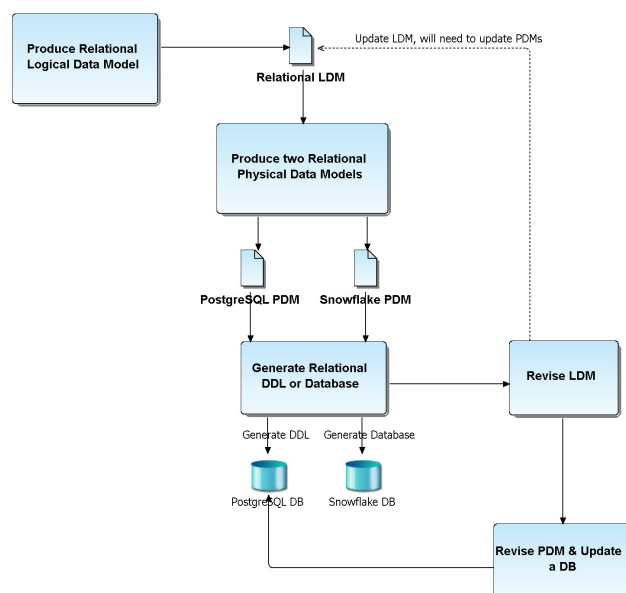 Produce Relational
Logical Data Model
Update LDM, will need to update PDMs
Relational LDM
Produce two Relational
Physical Data Models
PostgreSQL PDM
Snowflake PDM
Generate Relational
DDL or Database
Revise LDM
Generate DDL
Generate Database
PostgreSQL DB
Snowflake DB
Revise PDM & Update
a DB